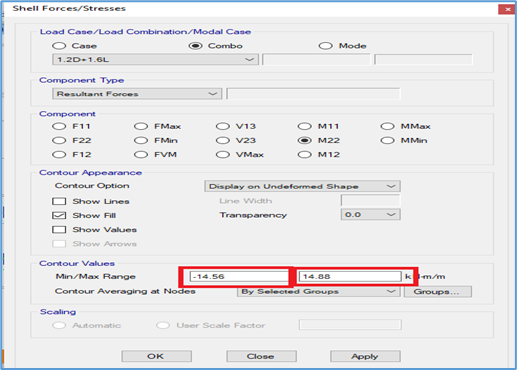 Shell Forces/Stresses
Load Case/Load Combination/Modal Case
Case Combo Mode
1.2D+1.6L
Component Type
Resultant Forces
Component
F11 FMax V13 M11 MMax
F22 FMin V23 M22 MMin
F12 FVM VMax M12
Contour Appearance
Contour Option Display on Undeformed Shape
Show Lines Line Width
Show Fill Transparency 0.0
Show Values
Show Arrows
Contour Values
Min/Max Range -14.56 14.88
Contour Averaging at Nodes By Selected Groups Groups...
Scaling
Automatic User Scale Factor
OK Close Apply